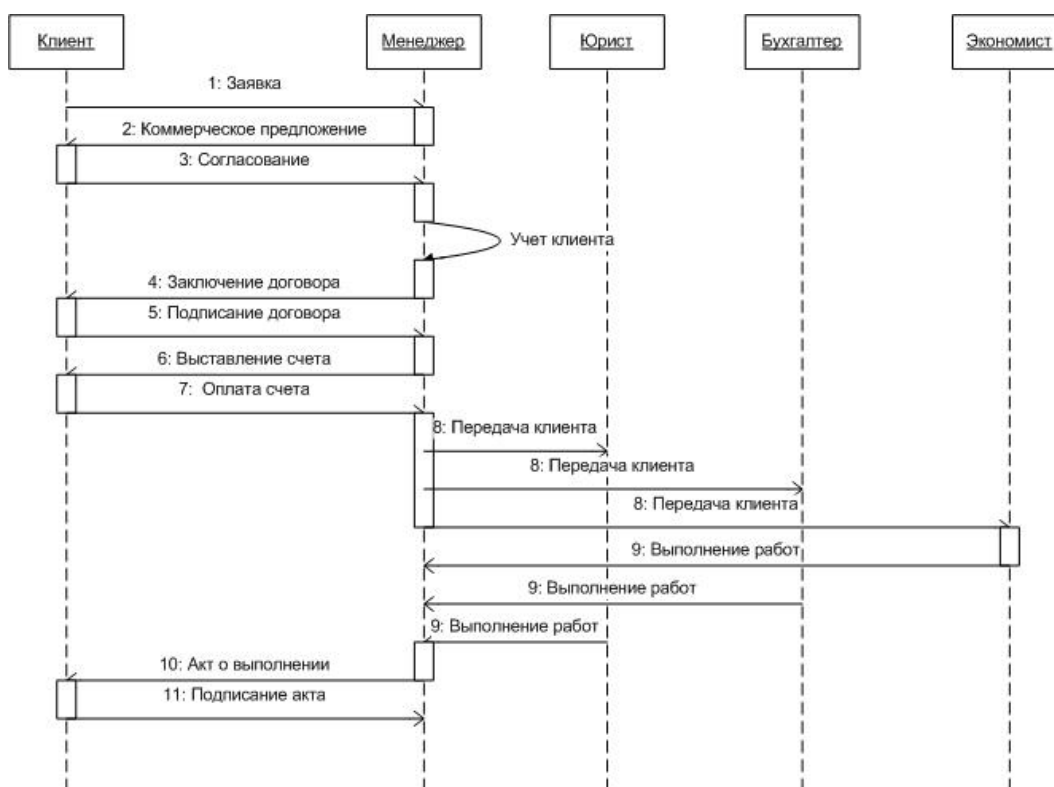 Клиент
Менеджер
Юрист
Бухгалтер
Экономист
1: Заявка
2: Коммерческое предложение
3: Согласование
Учет клиента
4: Заключение договора
5: Подписание договора
6: Выставление счета
7: Оплата счета
8: Передача клиента
8: Передача клиента
8: Передача клиента
9: Выполнение работ
9: Выполнение работ
9: Выполнение работ
10: Акт о выполнении
11: Подписание акта